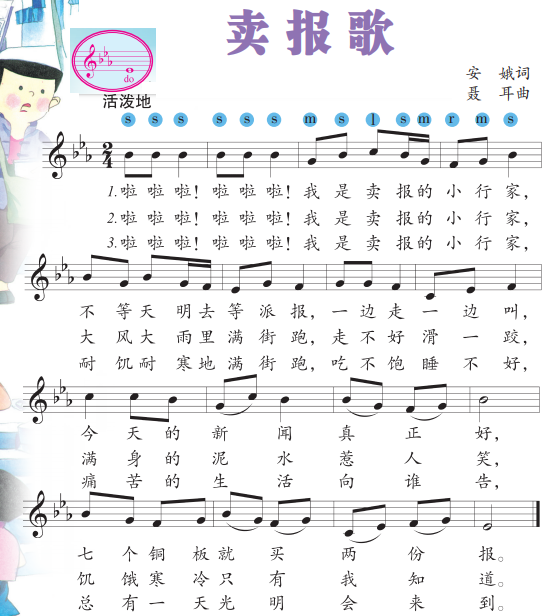 卖报歌
do
安 娥词
聂 耳曲
活泼地
s s s s s s m s l s m r m s
2
4
1.啦 啦 啦! 啦 啦 啦! 我 是 卖 报 的 小 行 家,
2.啦 啦 啦! 啦 啦 啦! 我 是 卖 报 的 小 行 家,
3.啦 啦 啦! 啦 啦 啦! 我 是 卖 报 的 小 行 家,
不 等 天 明 去 等 派 报, 一 边 走 一 边 叫,
大 风 大 雨 里 满 街 跑, 走 不 好 滑 一 跤,
耐 饥 耐 寒 地 满 街 跑, 吃 不 饱 睡 不 好,
今 天 的 新 闻 真 正 好,
满 身 的 泥 水 惹 人 笑,
痛 苦 的 生 活 向 谁 告,
七 个 铜 板 就 买 两 份 报。
饥 饿 寒 冷 只 有 我 知 道。
总 有 一 天 光 明 会 来 到。